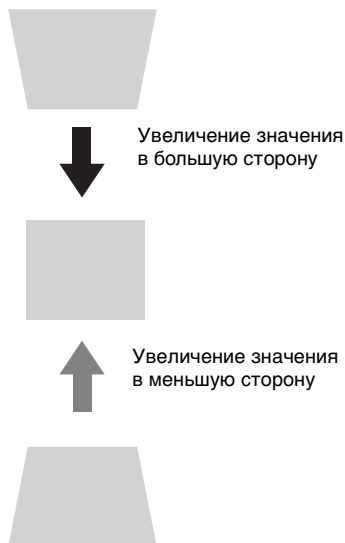 Увеличение значения
в большую сторону
Увеличение значения
в меньшую сторону